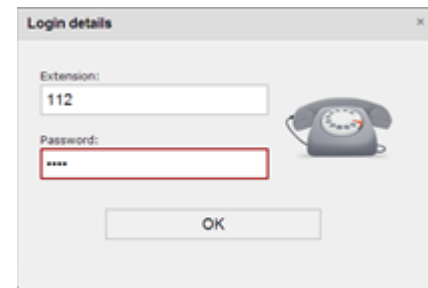 Login details
×
Extension:
112
Password:
••••
OK